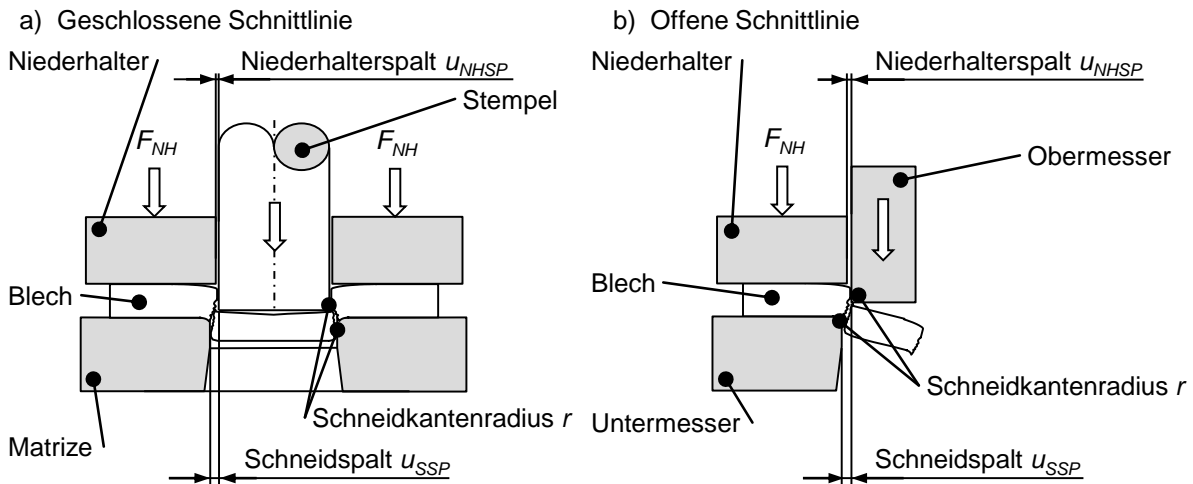 a) Geschlossene Schnittlinie
Niederhalter
Niederhalterspalt u_NHSP
Stempel
F_NH
F_NH
Blech
Schneidkantenradius r
Matrize
Schneidspalt u_SSP
b) Offene Schnittlinie
Niederhalter
Niederhalterspalt u_NHSP
F_NH
Obermesser
Blech
Schneidkantenradius r
Untermesser
Schneidspalt u_SSP